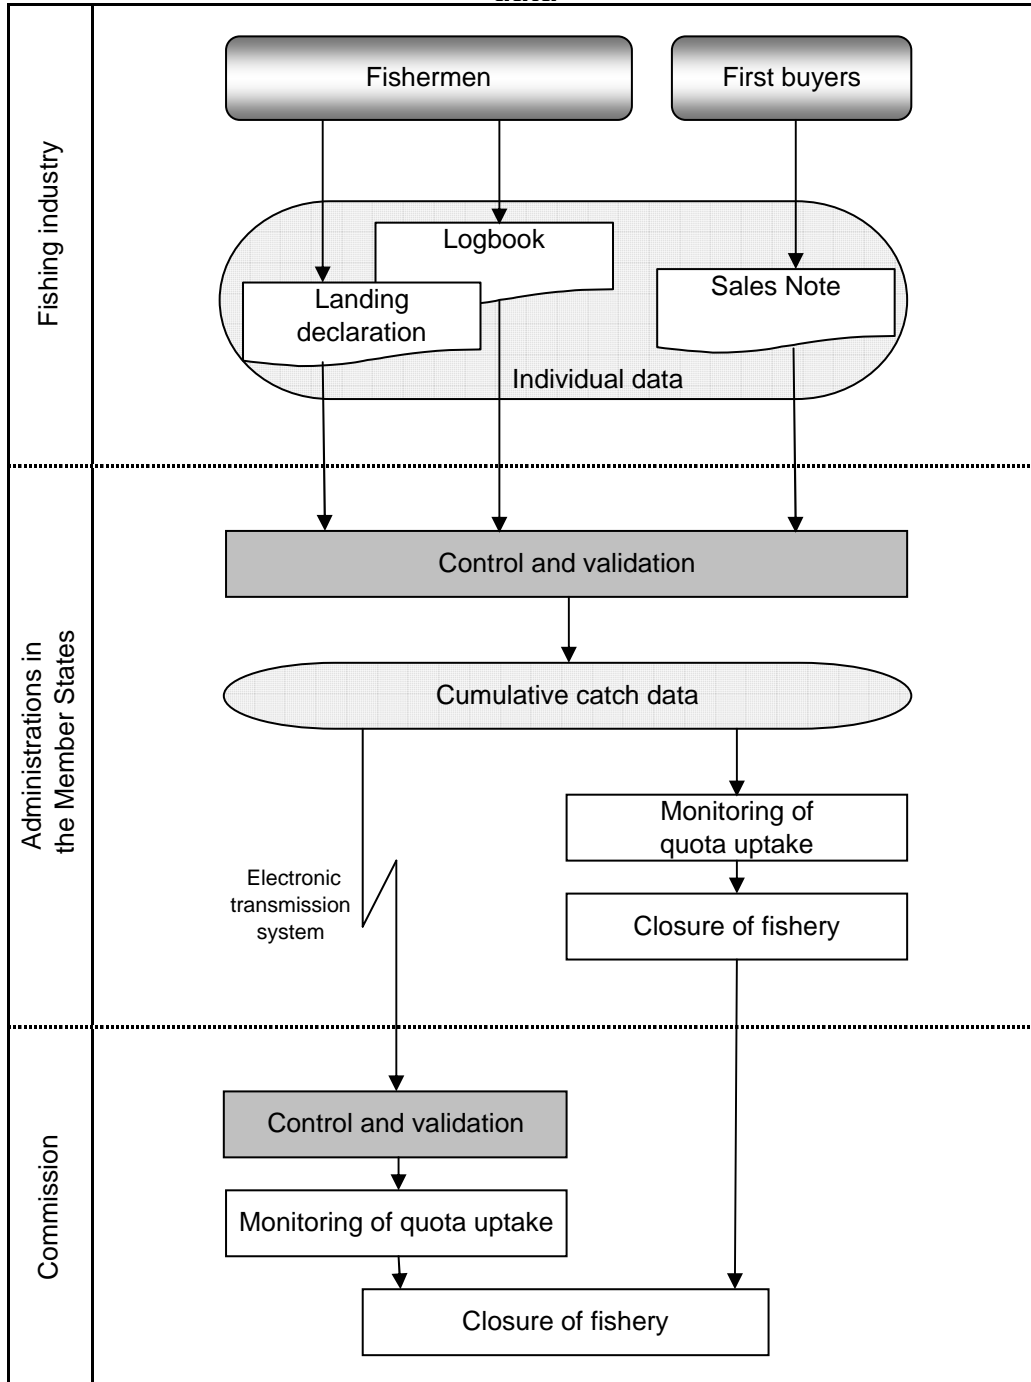 Fishing industry
Fishermen
First buyers
Logbook
Landing
declaration
Sales Note
Individual data
Administrations in
the Member States
Control and validation
Cumulative catch data
Monitoring of
quota uptake
Electronic
transmission
system
Closure of fishery
Commission
Control and validation
Monitoring of quota uptake
Closure of fishery